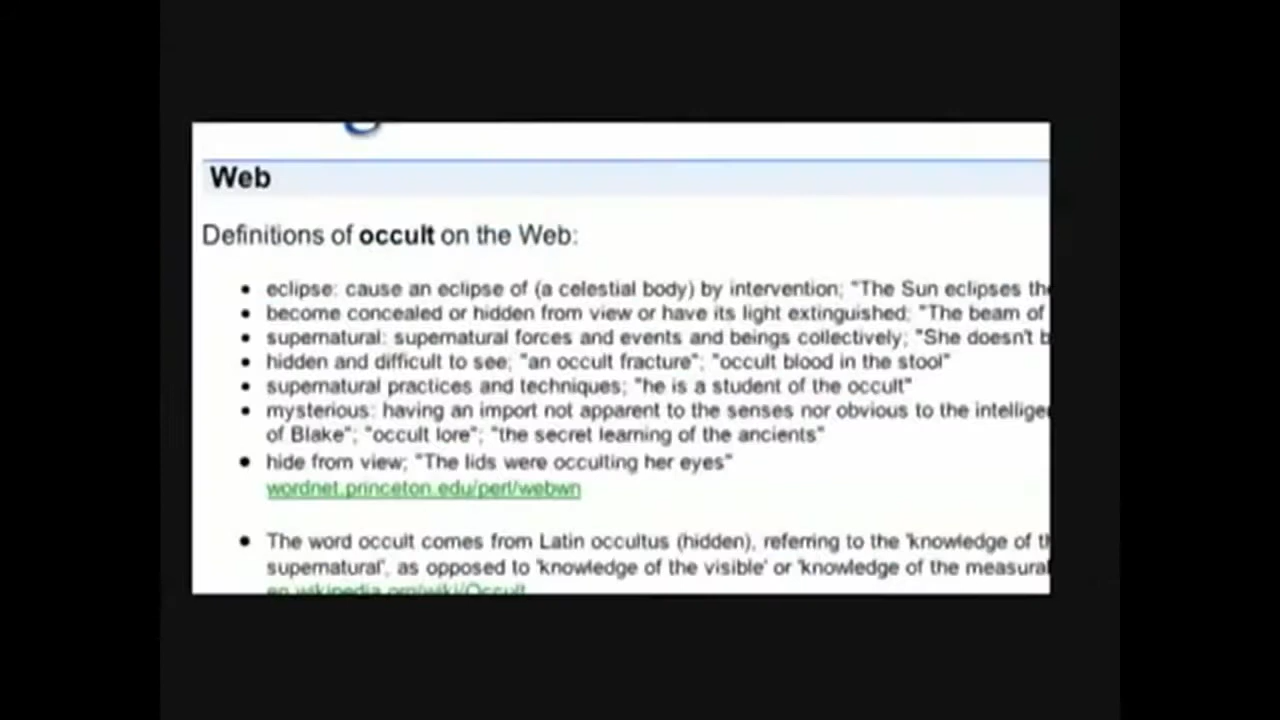 Web
Definitions of occult on the Web:
• eclipse: cause an eclipse of (a celestial body) by intervention; "The Sun eclipses
• become concealed or hidden from view or have its light extinguished; "The beam of
• supernatural: supernatural forces and events and beings collectively; "She doesn't
• hidden and difficult to see; "an occult fracture"; "occult blood in the stool"
• supernatural practices and techniques; "he is a student of the occult"
• mysterious: having an import not apparent to the senses nor obvious to the
of Blake"; "occult lore"; "the secret learning of the ancients"
• hide from view; "The lids were occulting her eyes"
wordnet.princeton.edu/perl/webwn
• The word occult comes from Latin occultus (hidden), referring to the 'knowledge of
supernatural', as opposed to 'knowledge of the visible' or 'knowledge of the
en.wikipedia.org/wiki/Occult